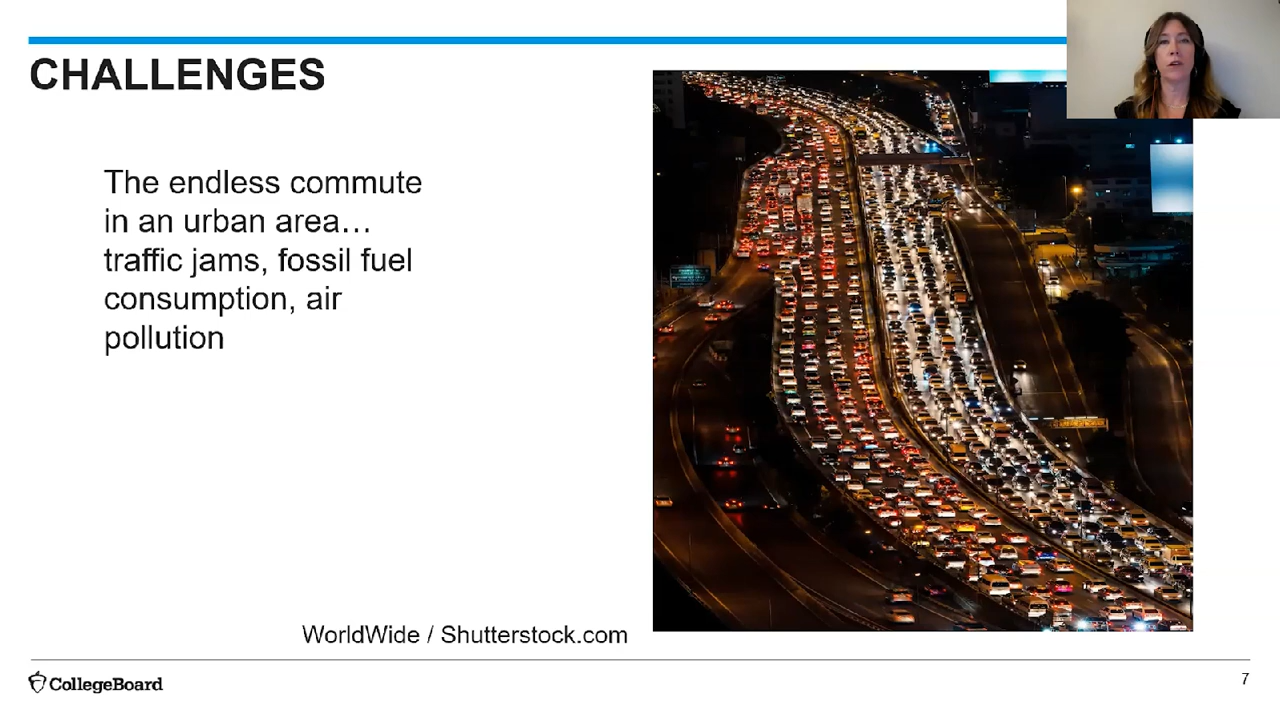 CHALLENGES
The endless commute
in an urban area…
traffic jams, fossil fuel
consumption, air
pollution
WorldWide / Shutterstock.com
CollegeBoard
7